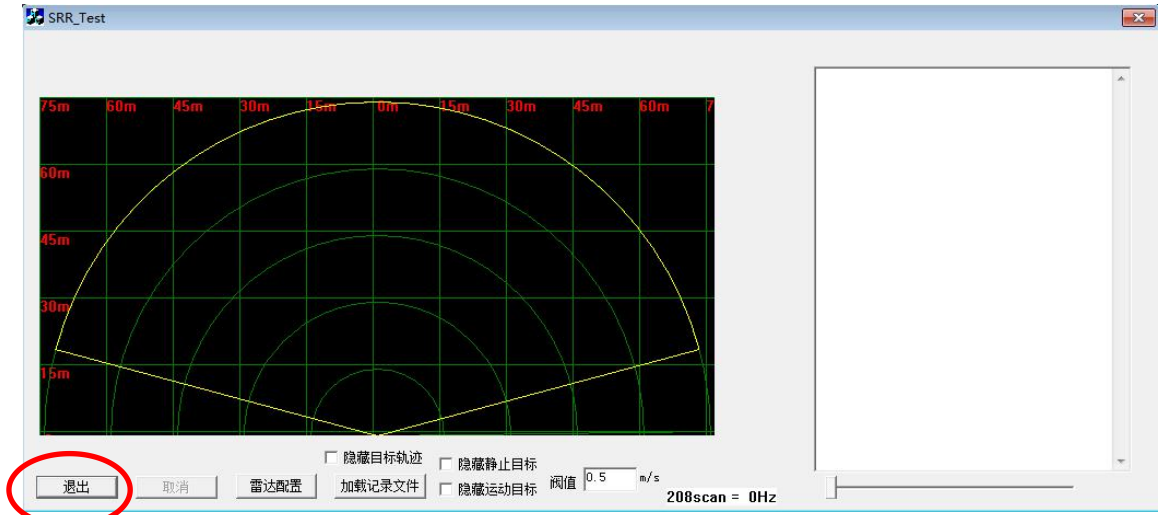 SRR_Test
75m 60m 45m 30m 15m 0m 15m 30m 45m 60m 7
60m
45m
30m
15m
隐藏目标轨迹 隐藏静止目标
退出 取消 雷达配置 加载记录文件 隐藏运动目标 阀值 0.5 m/s
208scan = 0Hz